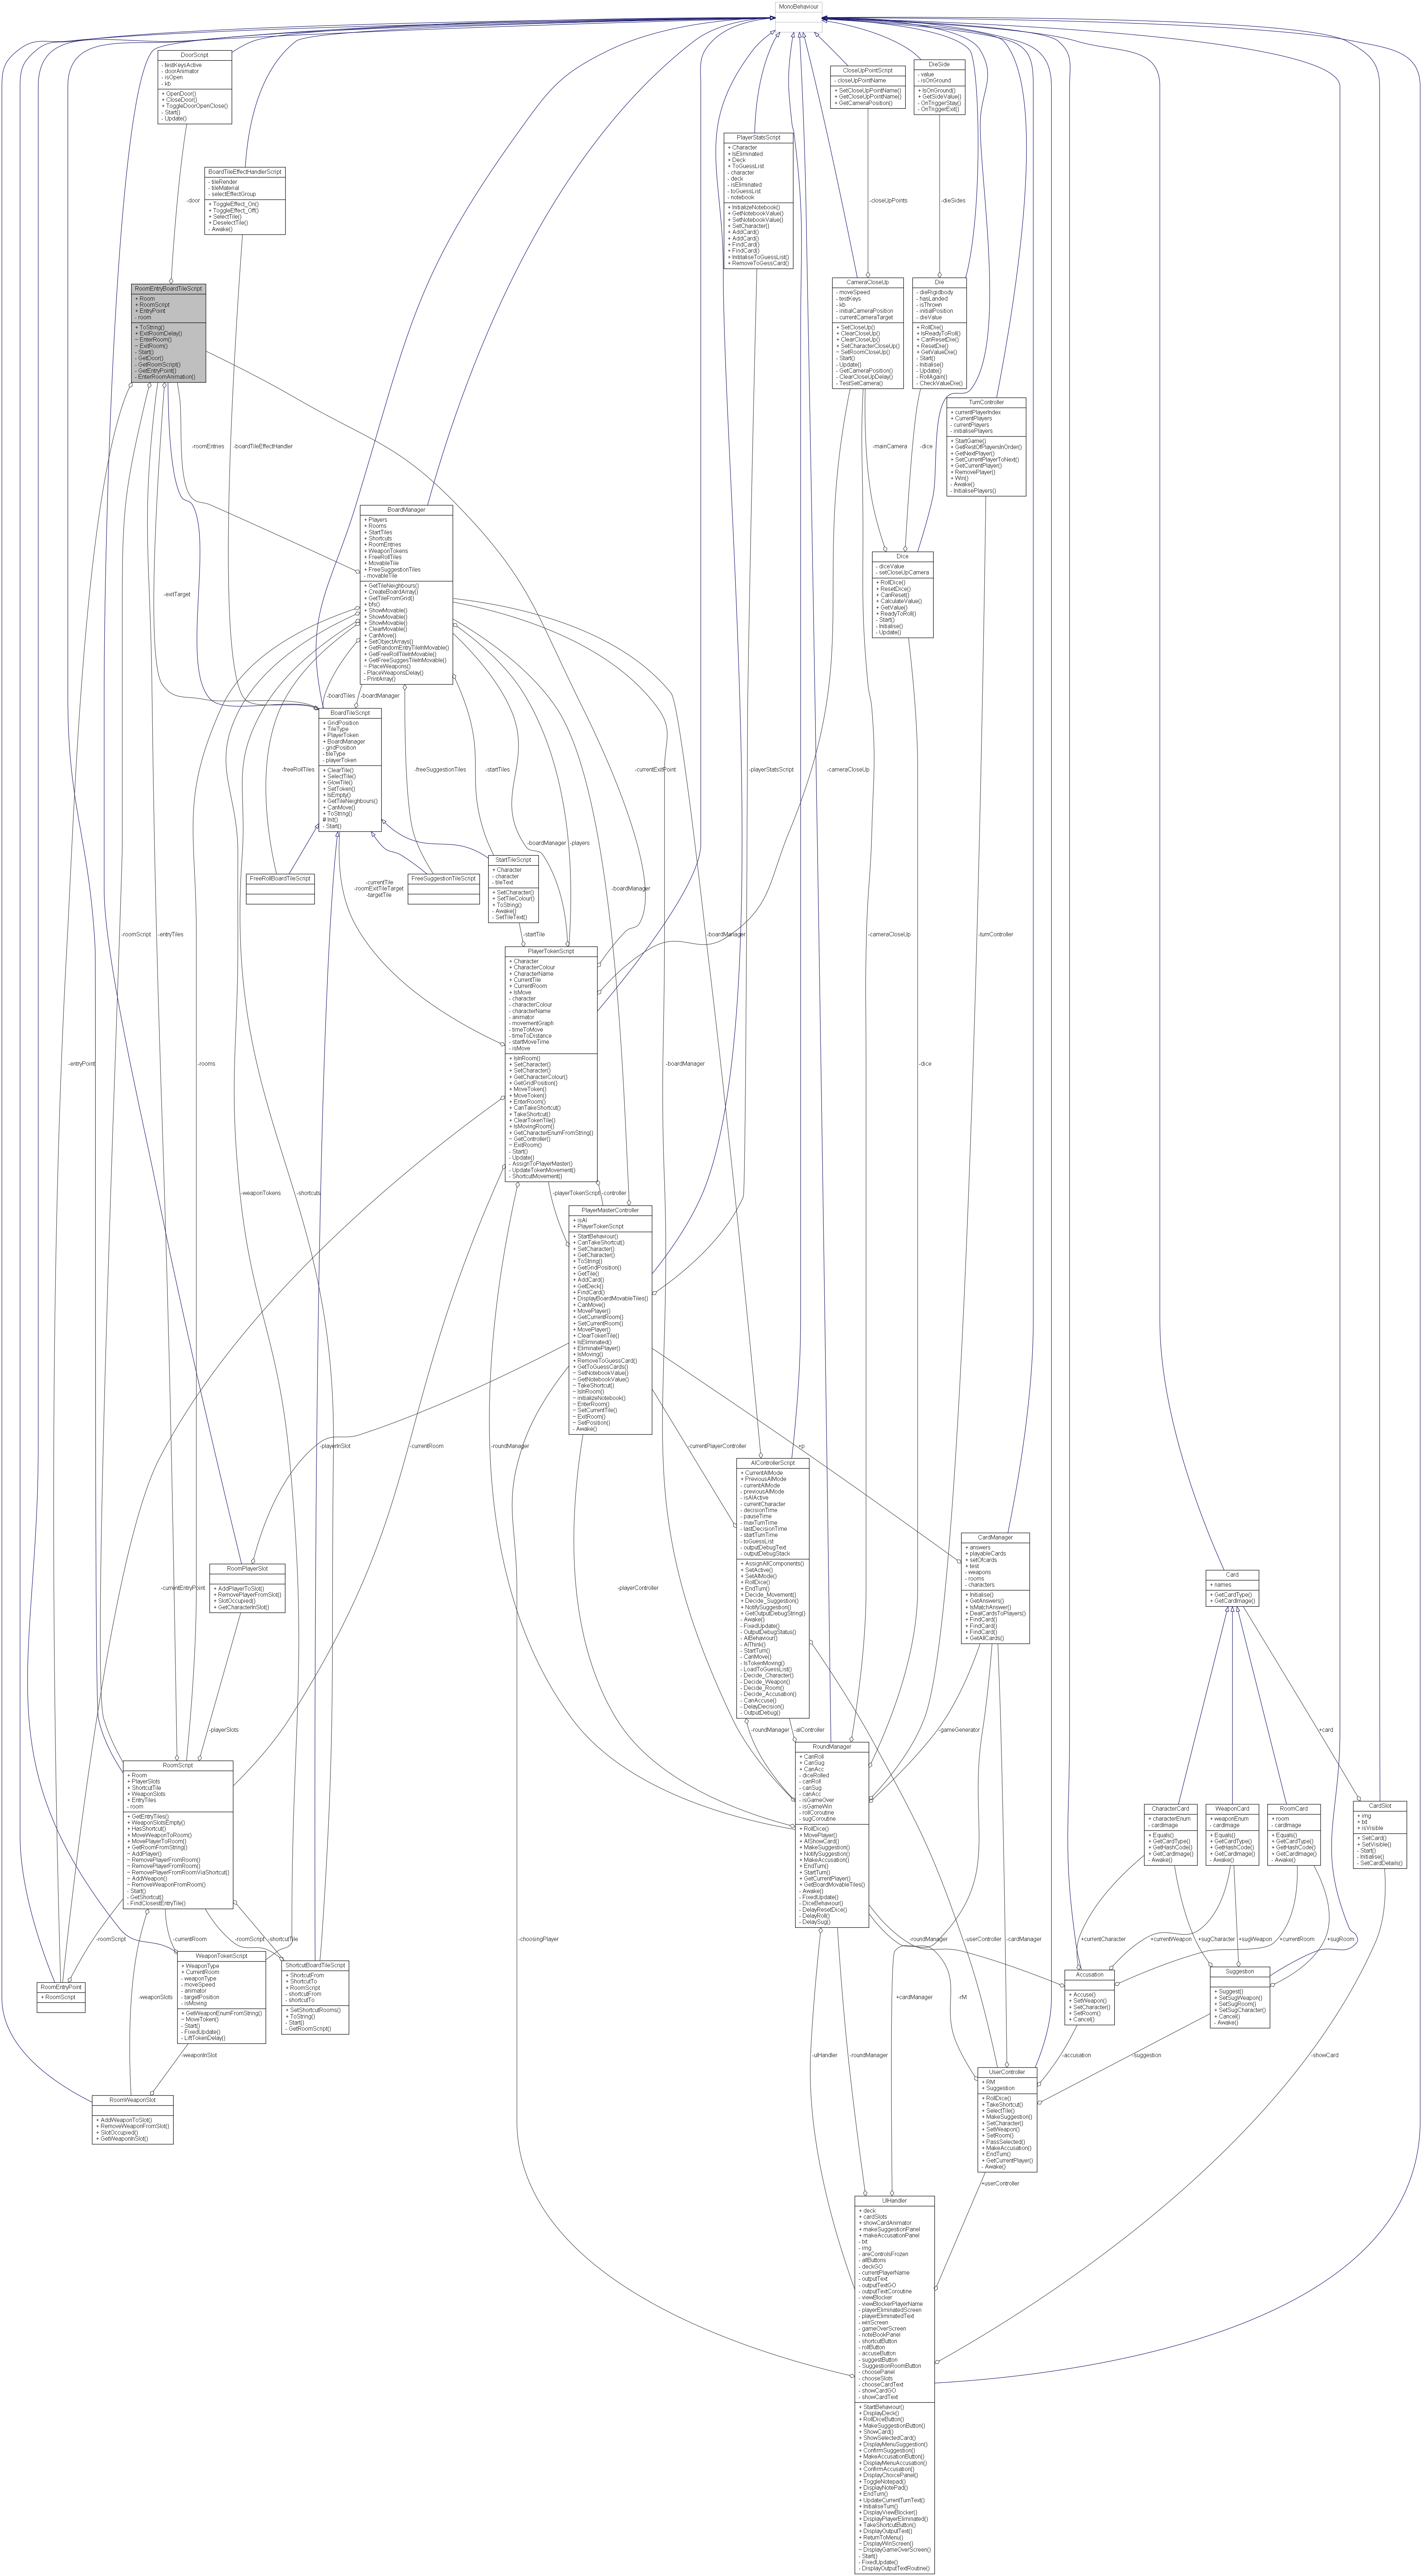 MonoBehaviour
DoorScript
- testKeysActive
- doorAnimator
- isOpen
- kb
+ OpenDoor()
+ CloseDoor()
+ ToggleDoorOpenClose()
- Start()
- Update()
CloseUpPointScript
- closeUpPointName
+ SetCloseUpPointName()
+ GetCloseUpPointName()
+ GetCameraPosition()
DieSide
- value
- isOnGround
+ IsOnGround()
+ GetSideValue()
- OnTriggerStay()
- OnTriggerExit()
PlayerStatsScript
+ Character
+ IsEliminated
+ Deck
+ ToGuessList
- character
- deck
- isEliminated
- toGuessList
- notebook
+ InitializeNotebook()
+ GetNotebookValue()
+ SetNotebookValue()
+ SetCharacter()
+ AddCard()
+ AddCard()
+ FindCard()
+ FindCard()
+ InititaliseToGuessList()
+ RemoveToGessCard()
BoardTileEffectHandlerScript
- tileRender
- tileMaterial
- selectEffectGroup
+ ToggleEffect_On()
+ ToggleEffect_Off()
+ SelectTile()
+ DeselectTile()
- Awake()
-door
-closeUpPoints
-dieSides
RoomEntryBoardTileScript
+ Room
+ RoomScript
+ EntryPoint
- room
+ ToString()
+ ExitRoomDelay()
~ EnterRoom()
~ ExitRoom()
- Start()
- GetDoor()
- GetRoomScript()
- GetEntryPoint()
- EnterRoomAnimation()
CameraCloseUp
- moveSpeed
- testKeys
- kb
- initialCameraPosition
- currentCameraTarget
+ SetCloseUp()
+ ClearCloseUp()
+ ClearCloseUp()
+ SetCharacterCloseUp()
~ SetRoomCloseUp()
- Start()
- Update()
- GetCameraPosition()
- ClearCloseUpDelay()
- TestSetCamera()
Die
- dieRigidbody
- hasLanded
- isThrown
- initialPosition
- dieValue
+ RollDie()
+ IsReadyToRoll()
+ CanResetDie()
+ ResetDie()
+ GetValueDie()
- Start()
- Initialise()
- Update()
- RollAgain()
- CheckValueDie()
TurnController
+ currentPlayerIndex
+ CurrentPlayers
- currentPlayers
- initialisePlayers
+ StartGame()
+ GetRestOfPlayersInOrder()
+ GetNextPlayer()
+ SetCurrentPlayerToNext()
+ GetCurrentPlayer()
+ RemovePlayer()
+ Win()
- Awake()
- InitialisePlayers()
-roomEntries
-boardTileEffectHandler
-mainCamera
-dice
BoardManager
+ Players
+ Rooms
+ StartTiles
+ Shortcuts
+ RoomEntries
+ WeaponTokens
+ FreeRollTiles
+ MovableTile
+ FreeSuggestionTiles
- movableTile
+ GetTileNeighbours()
+ CreateBoardArray()
+ GetTileFromGrid()
+ bfs()
+ ShowMovable()
+ ShowMovable()
+ ShowMovable()
+ ClearMovable()
+ CanMove()
+ SetObjectArrays()
+ GetRandomEntryTileInMovable()
+ GetFreeRollTileInMovable()
+ GetFreeSuggesTileInMovable()
~ PlaceWeapons()
- PlaceWeaponsDelay()
- PrintArray()
Dice
- diceValue
- setCloseUpCamera
+ RollDice()
+ ResetDice()
+ CanReset()
+ CalculateValue()
+ GetValue()
+ ReadyToRoll()
- Start()
- Initialise()
- Update()
-exitTarget
-boardTiles
-boardManager
BoardTileScript
+ GridPosition
+ TileType
+ PlayerToken
+ BoardManager
- gridPosition
- tileType
- playerToken
+ ClearTile()
+ SelectTile()
+ GlowTile()
+ SetToken()
+ IsEmpty()
+ GetTileNeighbours()
+ CanMove()
+ ToString()
# Init()
- Start()
-freeRollTiles
-freeSuggestionTiles
-startTiles
-currentExitPoint
-playerStatsScript
-cameraCloseUp
-boardManager
-players
FreeRollBoardTileScript
FreeSuggestionTileScript
StartTileScript
+ Character
- character
- tileText
+ SetCharacter()
+ SetTileColour()
+ ToString()
- Awake()
- SetTileText()
-currentTile
-roomExitTileTarget
-targetTile
-boardManager
-roomScript
-entryTiles
-startTile
-boardManager
-cameraCloseUp
-turnController
PlayerTokenScript
+ Character
+ CharacterColour
+ CharacterName
+ CurrentTile
+ CurrentRoom
+ IsMove
- character
- characterColour
- characterName
- animator
- movementGraph
- timeToMove
- timeToDistance
- startMoveTime
- isMove
+ IsInRoom()
+ SetCharacter()
+ SetCharacter()
+ GetCharacterColour()
+ GetGridPosition()
+ MoveToken()
+ MoveToken()
+ EnterRoom()
+ CanTakeShortcut()
+ TakeShortcut()
+ ClearTokenTile()
+ IsMovingRoom()
+ GetCharacterEnumFromString()
~ GetController()
~ ExitRoom()
- Start()
- Update()
- AssignToPlayerMaster()
- UpdateTokenMovement()
- ShortcutMovement()
-entryPoint
-rooms
-boardManager
-dice
-weaponTokens
-shortcuts
-playerTokenScript
-controller
PlayerMasterController
+ isAI
+ PlayerTokenScript
+ StartBehaviour()
+ CanTakeShortcut()
+ SetCharacter()
+ GetCharacter()
+ ToString()
+ GetGridPosition()
+ GetTile()
+ AddCard()
+ GetDeck()
+ FindCard()
+ DisplayBoardMovableTiles()
+ CanMove()
+ MovePlayer()
+ GetCurrentRoom()
+ SetCurrentRoom()
+ MovePlayer()
+ ClearTokenTile()
+ IsEliminated()
+ EliminatePlayer()
+ IsMoving()
+ RemoveToGuessCard()
+ GetToGuessCards()
~ SetNotebookValue()
~ GetNotebookValue()
~ TakeShortcut()
~ IsInRoom()
~ initializeNotebook()
~ EnterRoom()
~ SetCurrentTile()
~ ExitRoom()
~ SetPosition()
- Awake()
-playerInSlot
-currentRoom
-roundManager
-currentPlayerController
+p
AIControllerScript
+ CurrentAIMode
+ PreviousAIMode
- currentAIMode
- previousAIMode
- isAIActive
- currentCharacter
- decisionTime
- pauseTime
- maxTurnTime
- lastDecisionTime
- startTurnTime
- toGuessList
- outputDebugText
- outputDebugStack
+ AssignAllComponents()
+ SetActive()
+ SetAIMode()
+ RollDice()
+ EndTurn()
+ Decide_Movement()
+ Decide_Suggestion()
+ NotifySuggestion()
+ GetOutputDebugString()
- Awake()
- FixedUpdate()
- OutputDebugStatus()
- AIBehaviour()
- AIThink()
- StartTurn()
- CanMove()
- IsTokenMoving()
- LoadToGuessList()
- Decide_Character()
- Decide_Weapon()
- Decide_Room()
- Decide_Accusation()
- CanAccuse()
- DelayDecision()
- OutputDebug()
CardManager
+ answers
+ playableCards
+ setOfcards
+ test
- weapons
- rooms
- characters
+ Initialise()
+ GetAnswers()
+ IsMatchAnswer()
+ DealCardsToPlayers()
+ FindCard()
+ FindCard()
+ FindCard()
+ GetAllCards()
RoomPlayerSlot
+ AddPlayerToSlot()
+ RemovePlayerFromSlot()
+ SlotOccupied()
+ GetCharacterInSlot()
Card
+ names
+ GetCardType()
+ GetCardImage()
-currentEntryPoint
-playerController
-playerSlots
-roundManager
-aiController
-gameGenerator
+card
RoomScript
+ Room
+ PlayerSlots
+ ShortcutTile
+ WeaponSlots
+ EntryTiles
- room
+ GetEntryTiles()
+ WeaponSlotsEmpty()
+ HasShortcut()
+ MoveWeaponToRoom()
+ MovePlayerToRoom()
+ GetRoomFromString()
+ AddPlayer()
~ RemovePlayerFromRoom()
~ RemovePlayerFromRoom()
~ RemovePlayerFromRoomViaShortcut()
~ AddWeapon()
~ RemoveWeaponFromRoom()
- Start()
- GetShortcut()
- FindClosestEntryTile()
RoundManager
+ CanRoll
+ CanSug
+ CanAcc
- diceRolled
- canRoll
- canSug
- canAcc
- isGameOver
- isGameWin
- rollCoroutine
- sugCoroutine
+ RollDice()
+ MovePlayer()
+ AIShowCard()
+ MakeSuggestion()
+ NotifySuggestion()
+ MakeAccusation()
+ EndTurn()
+ StartTurn()
+ GetCurrentPlayer()
+ GetBoardMovableTiles()
- Awake()
- FixedUpdate()
- DiceBehaviour()
- DelayResetDice()
- DelayRoll()
- DelaySug()
CharacterCard
+ characterEnum
- cardImage
+ Equals()
+ GetCardType()
+ GetHashCode()
+ GetCardImage()
- Awake()
WeaponCard
+ weaponEnum
- cardImage
+ Equals()
+ GetCardType()
+ GetHashCode()
+ GetCardImage()
- Awake()
RoomCard
+ room
- cardImage
+ Equals()
+ GetCardType()
+ GetHashCode()
+ GetCardImage()
- Awake()
CardSlot
+ img
+ txt
+ isVisible
+ SetCard()
+ SetVisible()
- Start()
- Initialise()
- SetCardDetails()
-roomScript
-currentRoom
-roomScript
-shortcutTile
-choosingPlayer
-roundManager
-userController
-cardManager
+currentCharacter
+currentWeapon
+sugCharacter
+sugWeapon
+currentRoom
+sugRoom
RoomEntryPoint
+ RoomScript
WeaponTokenScript
+ WeaponType
+ CurrentRoom
- weaponType
- moveSpeed
- animator
- targetPosition
- isMoving
+ GetWeaponEnumFromString()
~ MoveToken()
- Start()
- FixedUpdate()
- LiftTokenDelay()
ShortcutBoardTileScript
+ ShortcutFrom
+ ShortcutTo
+ RoomScript
- shortcutFrom
- shortcutTo
+ SetShortcutRooms()
+ ToString()
- Start()
- GetRoomScript()
Accusation
+ Accuse()
+ SetWeapon()
+ SetCharacter()
+ SetRoom()
+ Cancel()
Suggestion
+ Suggest()
+ SetSugWeapon()
+ SetSugRoom()
+ SetSugCharacter()
+ Cancel()
- Awake()
-weaponSlots
+cardManager
-rM
-weaponInSlot
-uiHandler
-roundManager
-accusation
-suggestion
-showCard
RoomWeaponSlot
+ AddWeaponToSlot()
+ RemoveWeaponFromSlot()
+ SlotOccupied()
+ GetWeaponInSlot()
UserController
+ RM
+ Suggestion
+ RollDice()
+ TakeShortcut()
+ SelectTile()
+ MakeSuggestion()
+ SetCharacter()
+ SetWeapon()
+ SetRoom()
+ PassSelected()
+ MakeAccusation()
+ EndTurn()
+ GetCurrentPlayer()
- Awake()
+userController
UIHandler
+ deck
+ cardSlots
+ showCardAnimator
+ makeSuggestionPanel
+ makeAccusationPanel
- txt
- img
- areControlsFrozen
- allButtons
- deckGO
- currentPlayerName
- outputText
- outputTextGO
- outputTextCoroutine
- viewBlocker
- viewBlockerPlayerName
- playerEliminatedScreen
- playerEliminatedText
- winScreen
- gameOverScreen
- noteBookPanel
- shortcutButton
- rollButton
- accuseButton
- suggestButton
- SuggestionRoomButton
- choosePanel
- chooseSlots
- chooseCardText
- showCardGO
- showCardText
+ StartBehaviour()
+ DisplayDeck()
+ RollDiceButton()
+ MakeSuggestionButton()
+ ShowCard()
+ ShowSelectedCard()
+ DisplayMenuSuggestion()
+ ConfirmSuggestion()
+ MakeAccusationButton()
+ DisplayMenuAccusation()
+ ConfirmAccusation()
+ DisplayChoicePanel()
+ ToggleNotepad()
+ DisplayNotePad()
+ EndTurn()
+ UpdateCurrentTurnText()
+ InitialiseTurn()
+ DisplayViewBlocker()
+ DisplayPlayerEliminated()
+ TakeShortcutButton()
+ DisplayOutputText()
+ ReturnToMenu()
~ DisplayWinScreen()
~ DisplayGameOverScreen()
- Start()
- FixedUpdate()
- DisplayOutputTextRoutine()